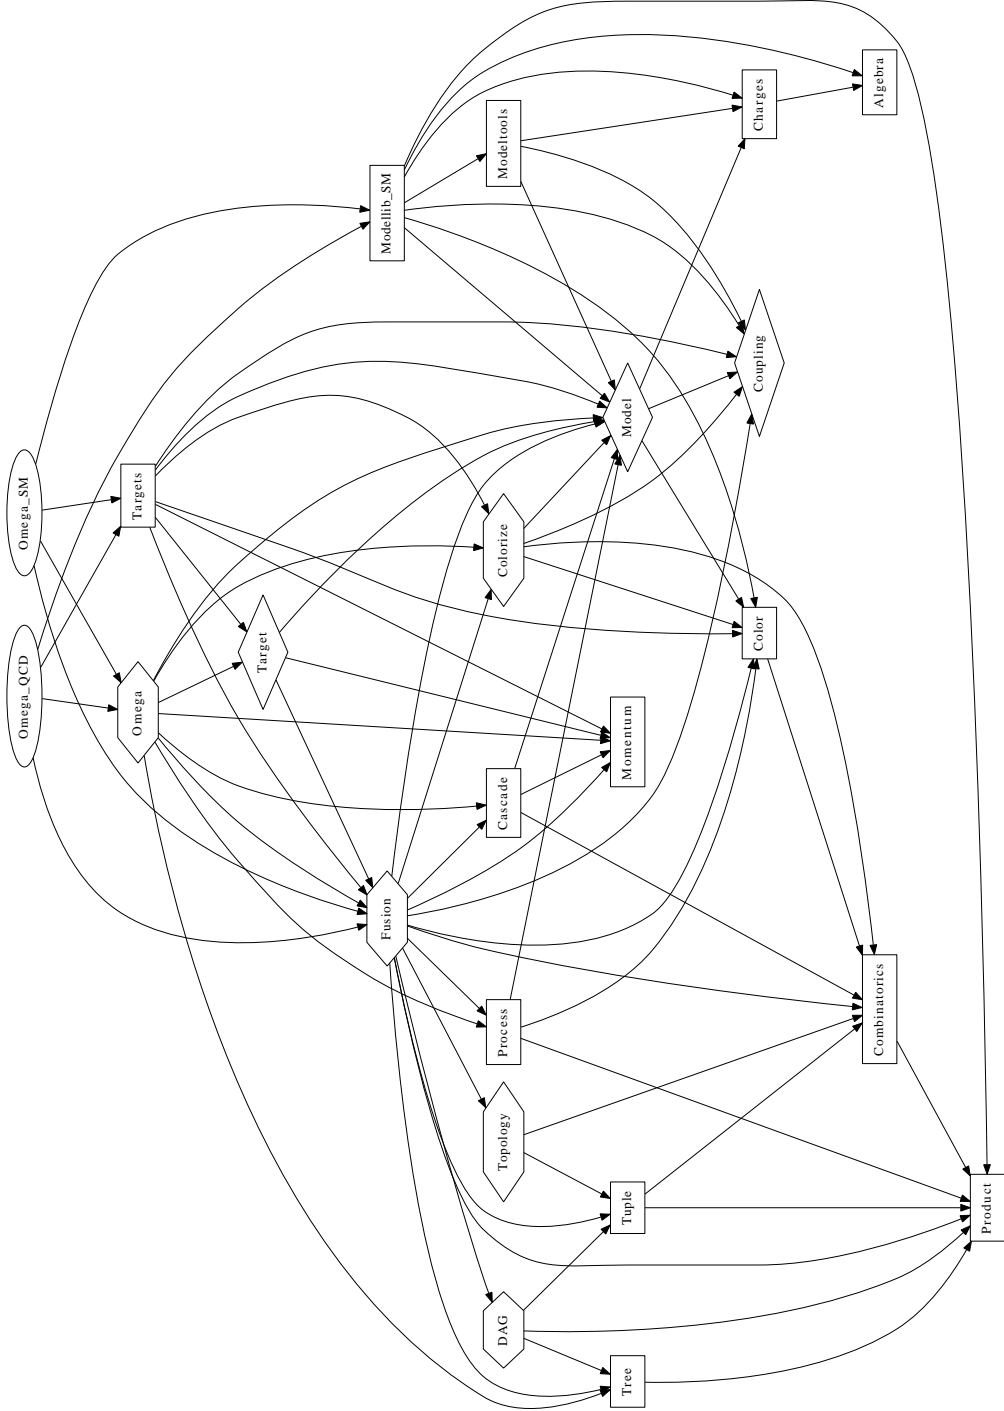 Omega_SM
Omega_QCD
Targets
Omega
Target
Modellib_SM
Fusion
Modeltools
Colorize
Cascade
Process
Topology
DAG
Model
Momentum
Tuple
Tree
Charges
Coupling
Color
Algebra
Combinatorics
Product